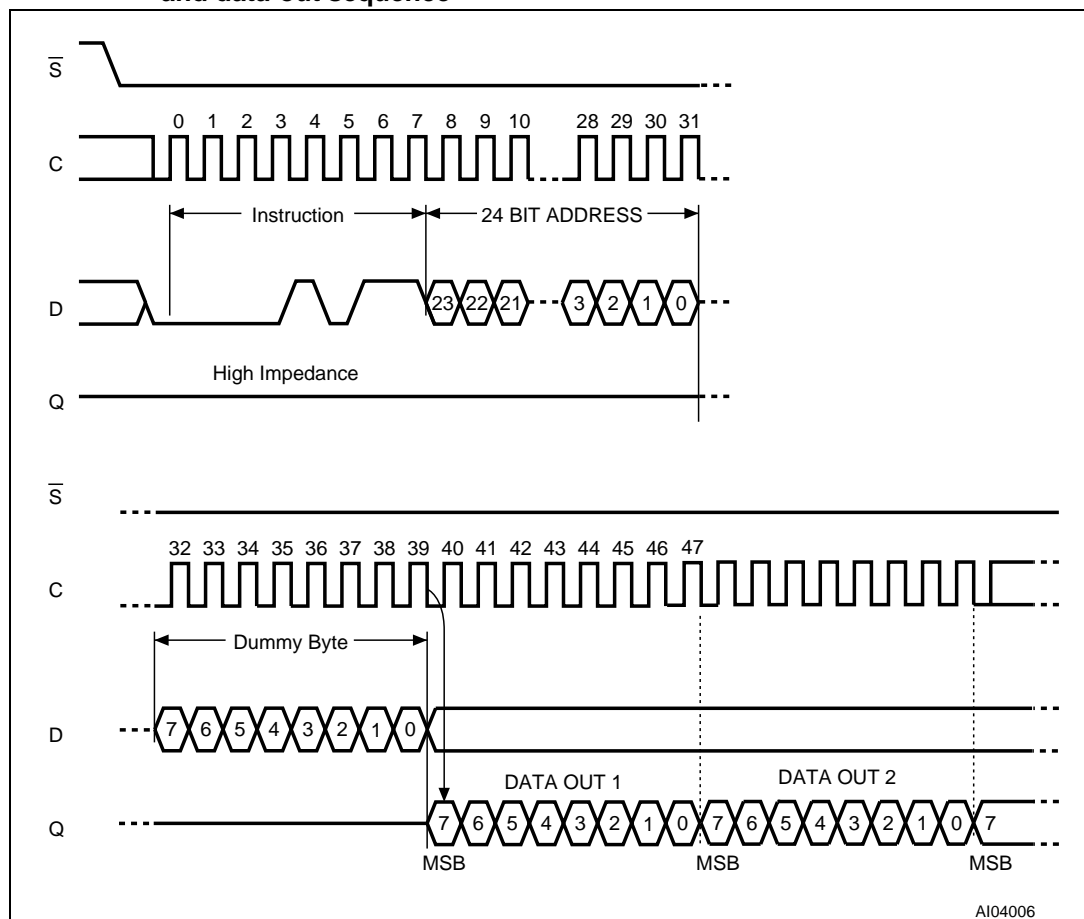 and data-out sequence
S
0 1 2 3 4 5 6 7 8 9 10 28 29 30 31
C
Instruction 24 BIT ADDRESS
D 23 22 21 3 2 1 0
High Impedance
Q
S
32 33 34 35 36 37 38 39 40 41 42 43 44 45 46 47
C
Dummy Byte
D 7 6 5 4 3 2 1 0
DATA OUT 1 DATA OUT 2
Q 7 6 5 4 3 2 1 0 7 6 5 4 3 2 1 0 7
MSB MSB MSB
AI04006